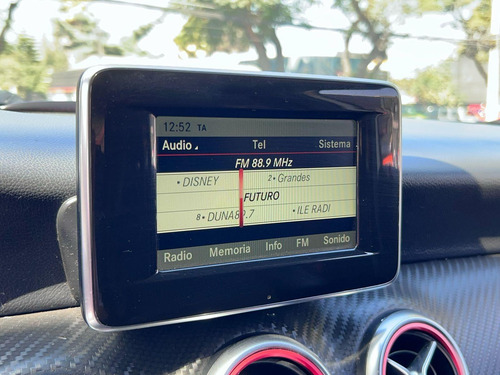 12:52 TA
Audio Tel Sistema
FM 88.9 MHz
• DISNEY 2• Grandes
FUTURO
8• DUNA89.7 • ILE RADI
Radio Memoria Info FM Sonido